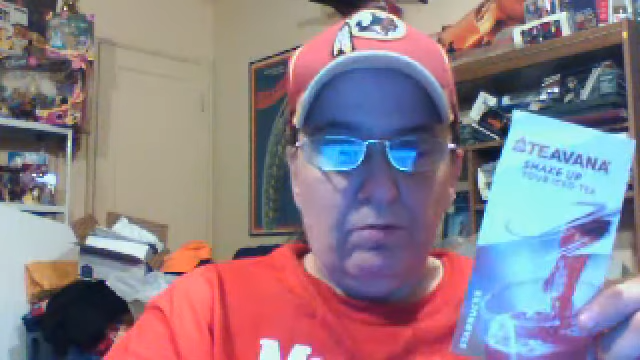 TEAVANA
SHAKE UP
YOUR ICED TEA
STARBUCKS
M